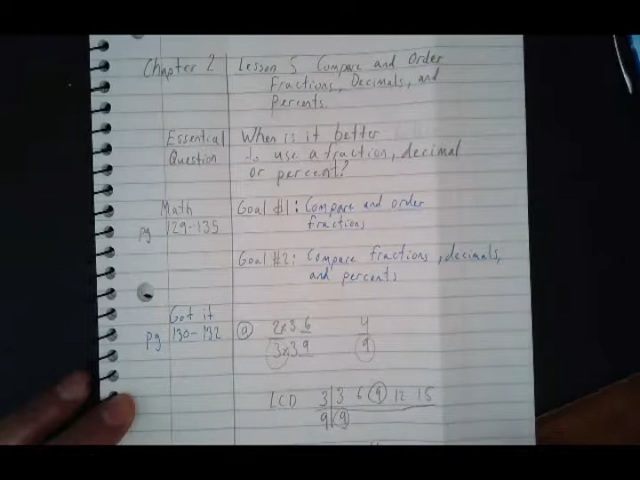 Chapter 2 Lesson 5 Compare and Order
Fractions, Decimals, and
percents.
Essential When is it better
Question to use a fraction, decimal
or percent?
Math Goal #1: Compare and order
pg 129-135 fractions
Goal #2: Compare fractions, decimals,
and percents
Got it
pg 130-132 a 2x3 6 4
3x3 9 9
LCD 3 3 6 9 12 15
9 9